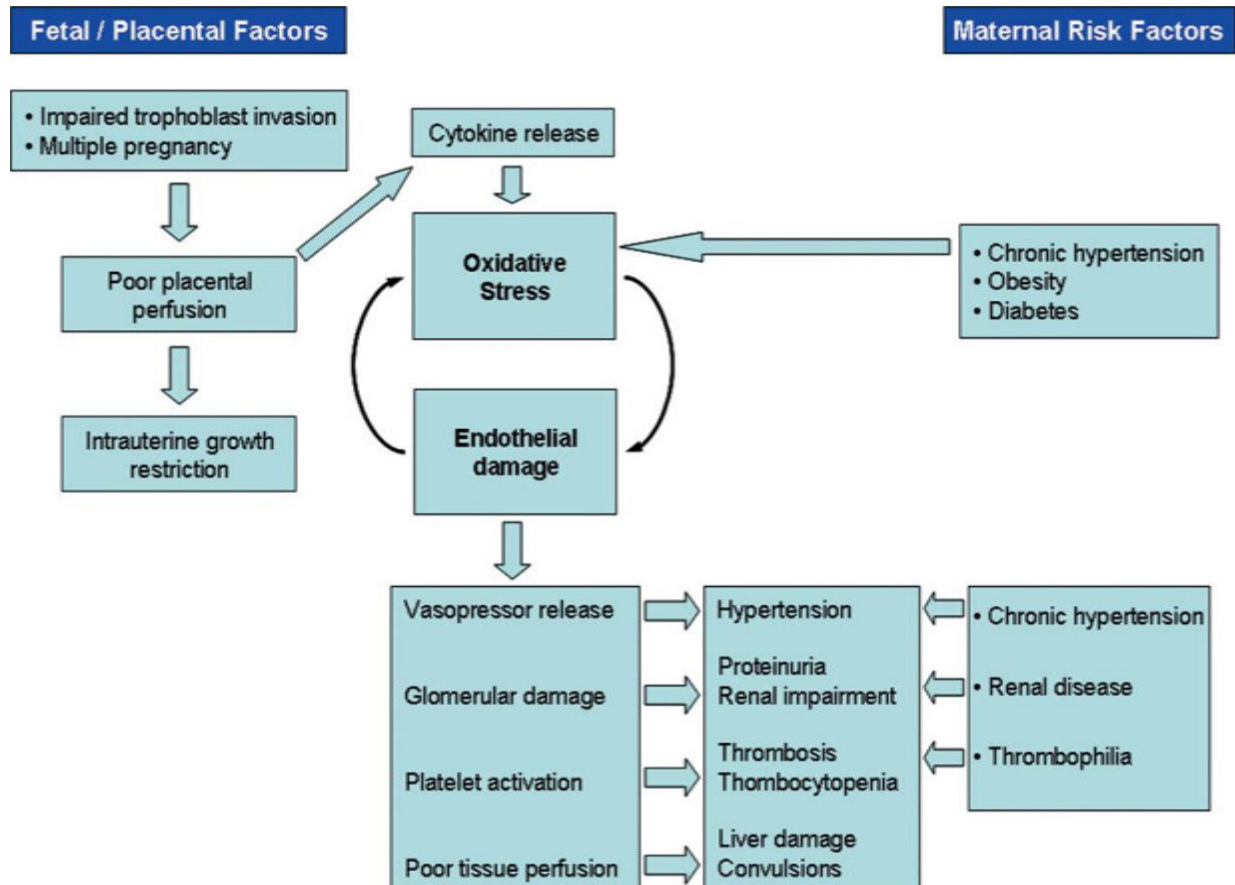 Fetal / Placental Factors
Maternal Risk Factors
• Impaired trophoblast invasion
• Multiple pregnancy
Cytokine release
Oxidative
Stress
• Chronic hypertension
• Obesity
• Diabetes
Poor placental
perfusion
Intrauterine growth
restriction
Endothelial
damage
Vasopressor release
Glomerular damage
Platelet activation
Poor tissue perfusion
Hypertension
Proteinuria
Renal impairment
Thrombosis
Thombocytopenia
Liver damage
Convulsions
• Chronic hypertension
• Renal disease
• Thrombophilia